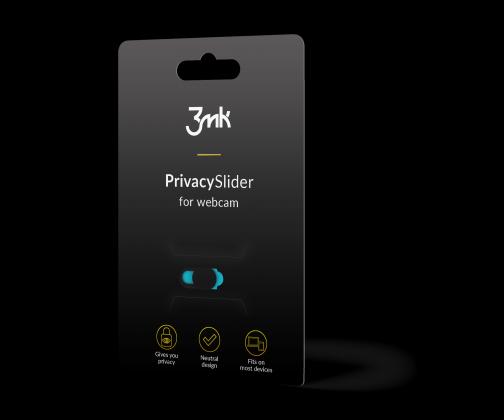 3mk
PrivacySlider
for webcam
Gives you
privacy
Neutral
design
Fits on
most devices